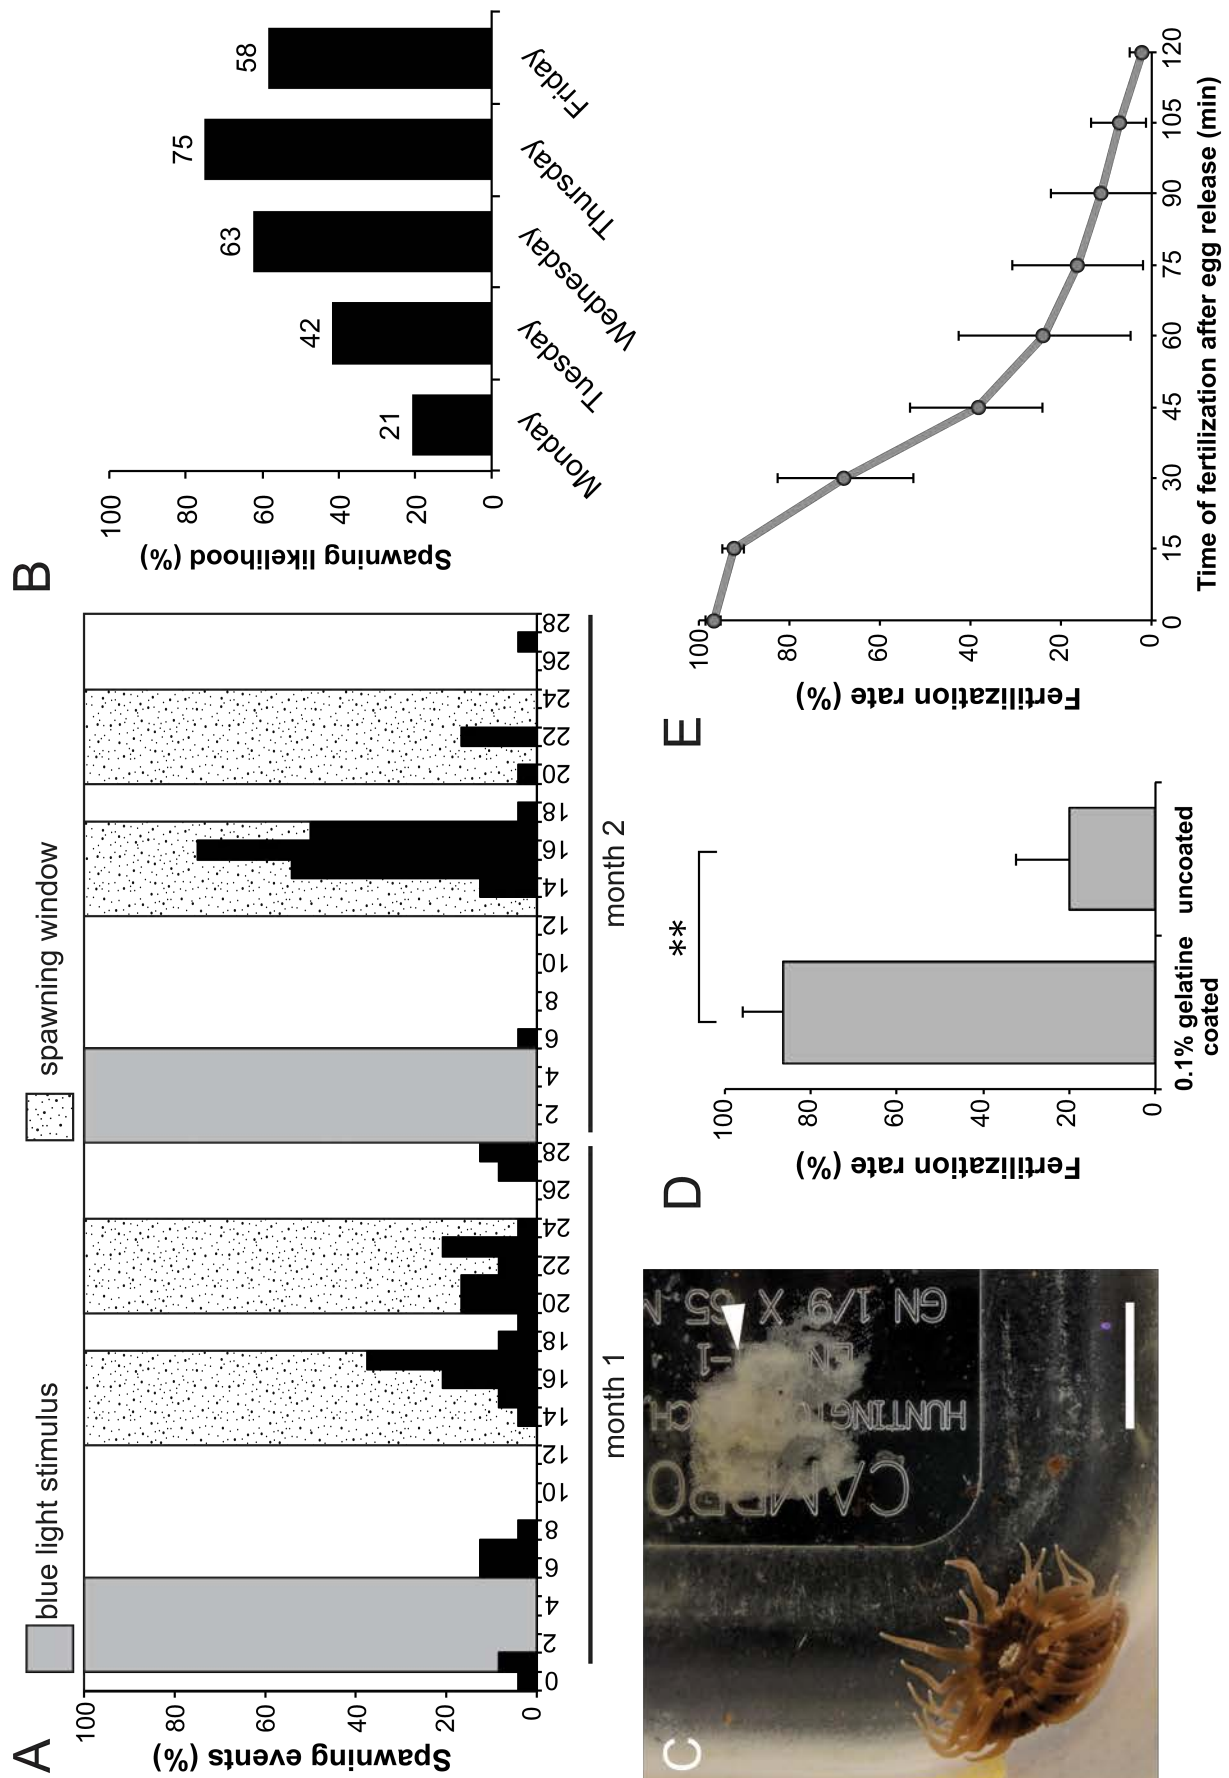 A
blue light stimulus
spawning window
Spawning events (%)
100
80
60
40
20
0
0 2 4 6 8 10 12 14 16 18 20 22 24 26 28 2 4 6 8 10 12 14 16 18 20 22 24 26 28
month 1
month 2
B
Spawning likelihood (%)
100
80
60
40
20
0
21
42
63
75
58
Monday
Tuesday
Wednesday
Thursday
Friday
C
CAMBRO
HUNTINGTO
GN 1/9 X 65
D
Fertilization rate (%)
100
80
60
40
20
0
**
0.1% gelatine
coated
uncoated
E
Fertilization rate (%)
100
80
60
40
20
0
0 15 30 45 60 75 90 105 120
Time of fertilization after egg release (min)